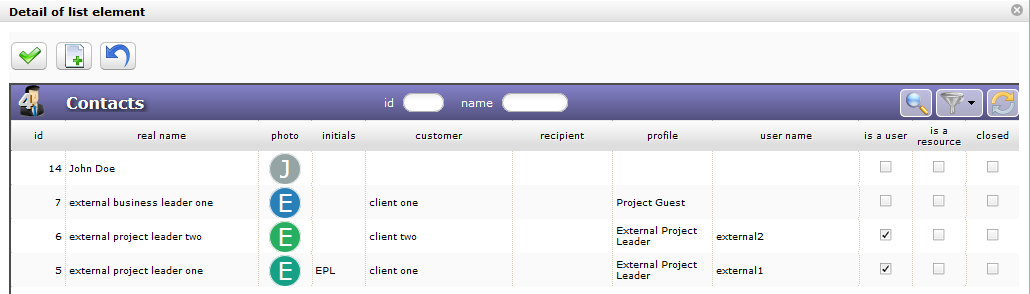 Detail of list element
4
Contacts id name
id real name photo initials customer recipient profile user name is a user is a resource closed
14 John Doe J
7 external business leader one E client one Project Guest
6 external project leader two E client two External Project Leader external2
5 external project leader one E EPL client one External Project Leader external1